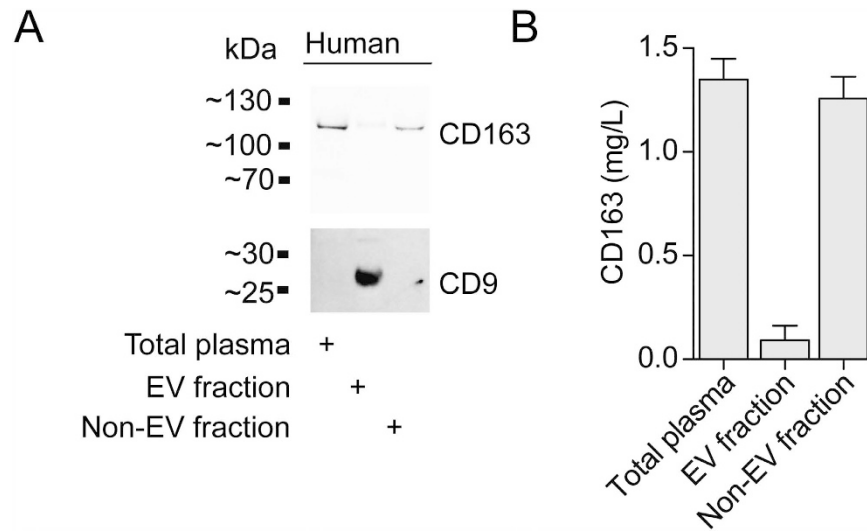 A
kDa
Human
~130
~100
~70
CD163
~30
~25
CD9
Total plasma +
EV fraction +
Non-EV fraction +
B
CD163 (mg/L)
1.5
1.0
0.5
0.0
Total plasma
EV fraction
Non-EV fraction